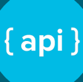 { api }